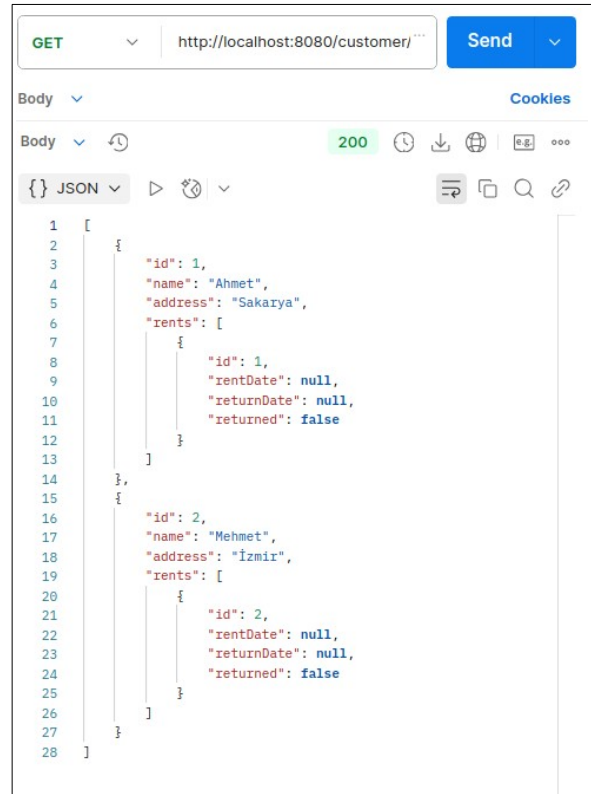 GET http://localhost:8080/customer/... Send
Body Cookies
Body 200 e.g.
{} JSON
1 [
2 {
3 "id": 1,
4 "name": "Ahmet",
5 "address": "Sakarya",
6 "rents": [
7 {
8 "id": 1,
9 "rentDate": null,
10 "returnDate": null,
11 "returned": false
12 }
13 ]
14 },
15 {
16 "id": 2,
17 "name": "Mehmet",
18 "address": "İzmir",
19 "rents": [
20 {
21 "id": 2,
22 "rentDate": null,
23 "returnDate": null,
24 "returned": false
25 }
26 ]
27 }
28 ]